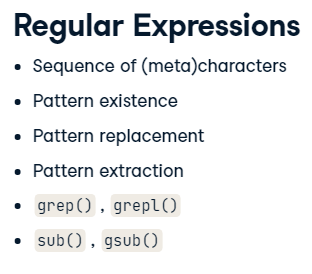 Regular Expressions
• Sequence of (meta)characters
• Pattern existence
• Pattern replacement
• Pattern extraction
• grep() , grepl()
• sub() , gsub()